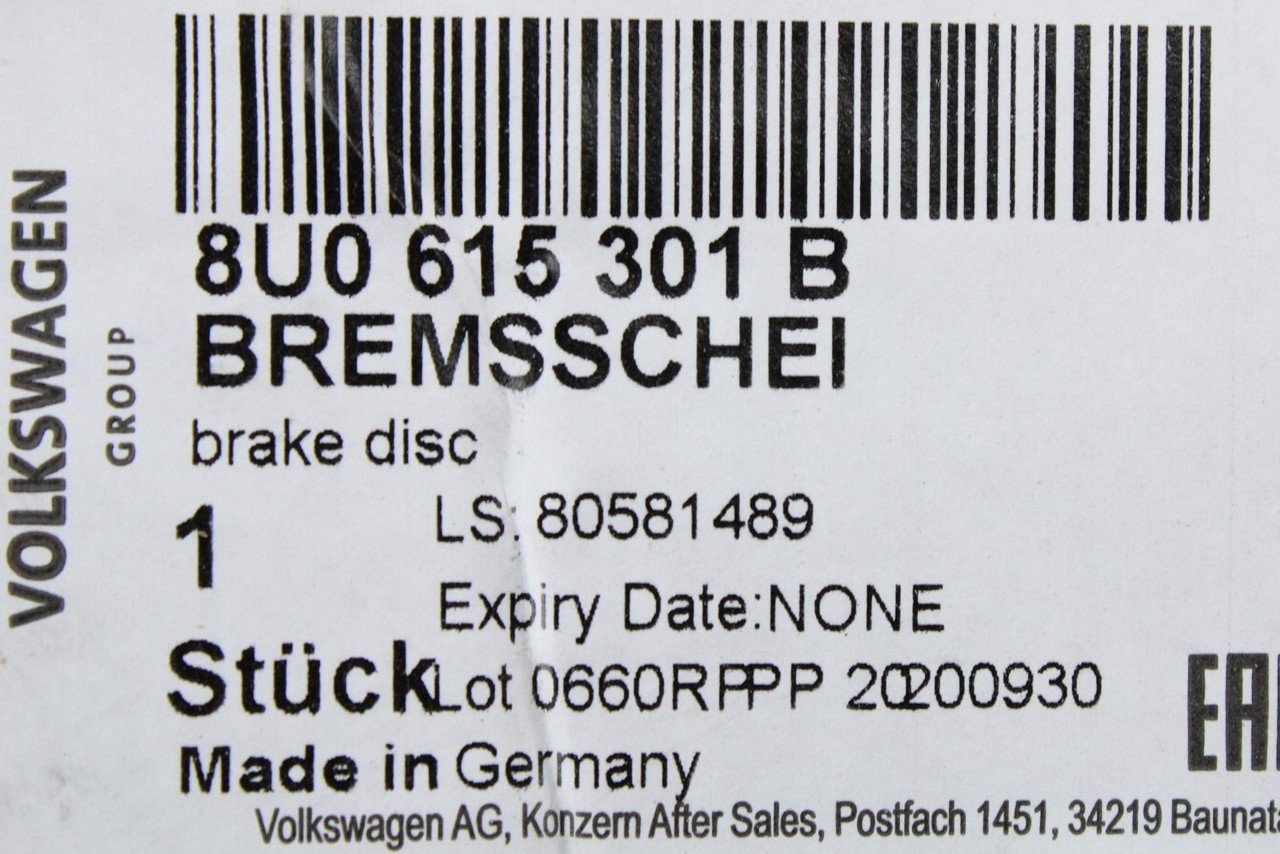 VOLKSWAGEN
GROUP
8U0 615 301 B
BREMSSCHEI
brake disc
1
LS: 80581489
Expiry Date:NONE
Stück
Lot 0660RPPP 20200930
Made in Germany
Volkswagen AG, Konzern After Sales, Postfach 1451, 34219